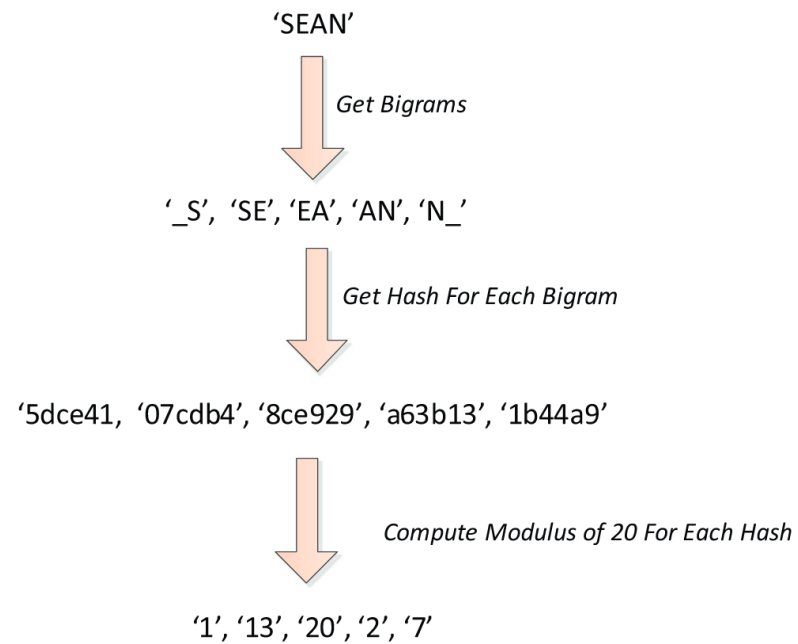 ‘SEAN’
Get Bigrams
‘_S’, ‘SE’, ‘EA’, ‘AN’, ‘N_’
Get Hash For Each Bigram
‘5dce41, ‘07cdb4’, ‘8ce929’, ‘a63b13’, ‘1b44a9’
Compute Modulus of 20 For Each Hash
‘1’, ‘13’, ‘20’, ‘2’, ‘7’